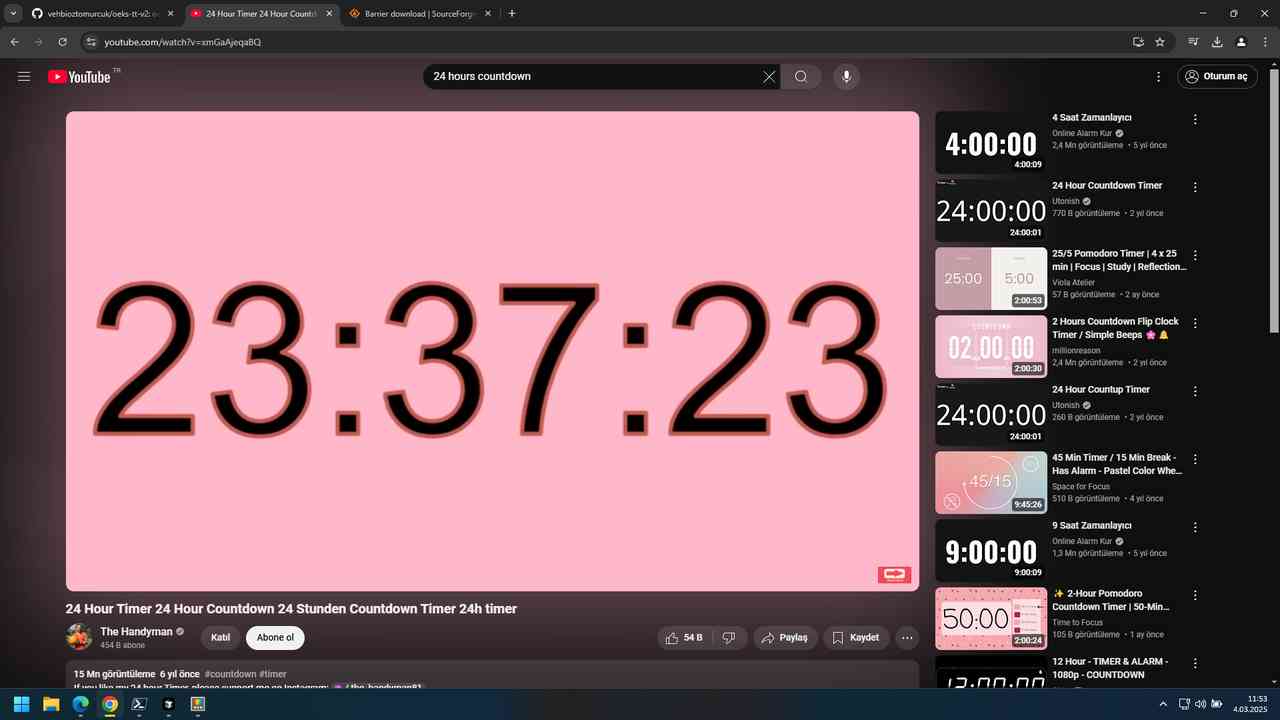 vehbioztomurcuk/oeks-tt-v2: o
24 Hour Timer 24 Hour Countd
Barrier download | SourceForge
youtube.com/watch?v=xmGaAjeqaBQ
YouTube TR
24 hours countdown
Oturum aç
23:37:23
24 Hour Timer 24 Hour Countdown 24 Stunden Countdown Timer 24h timer
The Handyman
454 B abone
Katıl
Abone ol
54 B
Paylaş
Kaydet
15 Mn görüntüleme 6 yıl önce #countdown #timer
If you like my 24 hour Timer, please support me on Instagram: / the_handyman81
4:00:00
4:00:09
4 Saat Zamanlayıcı
Online Alarm Kur
2,4 Mn görüntüleme • 5 yıl önce
24:00:00
24:00:01
24 Hour Countdown Timer
Utonish
770 B görüntüleme • 2 yıl önce
25:00
5:00
2:00:53
25/5 Pomodoro Timer | 4 x 25
min | Focus | Study | Reflection...
Viola Atelier
57 B görüntüleme • 2 ay önce
COUNTDOWN
02:00:00
2:00:30
2 Hours Countdown Flip Clock
Timer / Simple Beeps 🌸 🔔
millionreason
2,4 Mn görüntüleme • 2 yıl önce
24:00:00
24:00:01
24 Hour Countup Timer
Utonish
260 B görüntüleme • 2 yıl önce
45/15
9:45:26
45 Min Timer / 15 Min Break -
Has Alarm - Pastel Color Whe...
Space for Focus
510 B görüntüleme • 4 yıl önce
9:00:00
9:00:09
9 Saat Zamanlayıcı
Online Alarm Kur
1,3 Mn görüntüleme • 5 yıl önce
50:00
2:00:24
✨ 2-Hour Pomodoro
Countdown Timer | 50-Min...
Time to Focus
105 B görüntüleme • 1 ay önce
12:00:00
12 Hour - TIMER & ALARM -
1080p - COUNTDOWN
11:53
4.03.2025